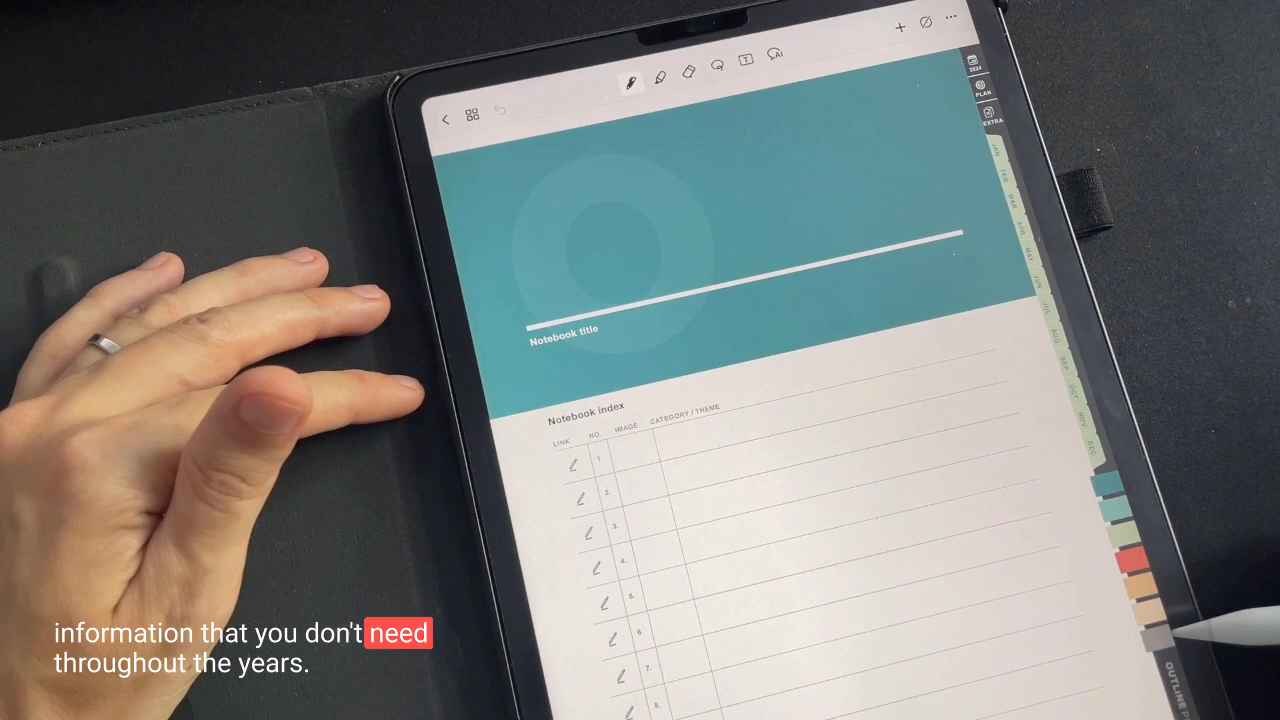 T
AI
2026
PLAN
EXTRA
JAN
FEB
MAR
APR
MAY
JUN
JUL
AUG
SEP
OCT
NOV
DEC
Notebook title
Notebook index
LINK NO. IMAGE CATEGORY / THEME
1.
2.
3.
4.
5.
6.
7.
8.
OUTLINE
information that you don't need
throughout the years.